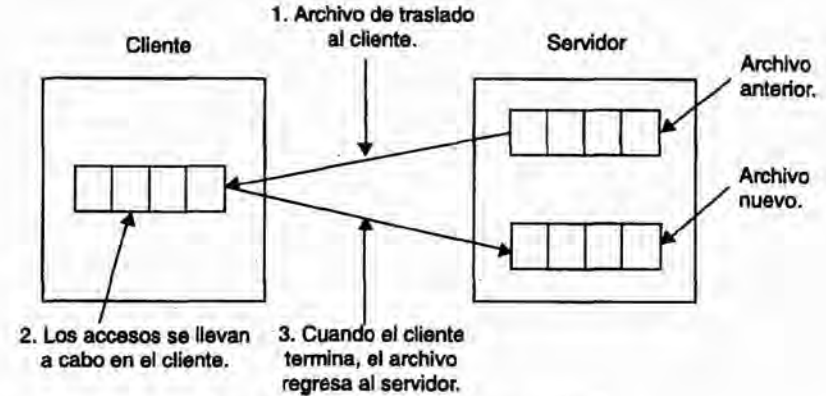 1. Archivo de traslado
al cliente.
Cliente
Servidor
Archivo
anterior.
Archivo
nuevo.
2. Los accesos se llevan
a cabo en el cliente.
3. Cuando el cliente
termina, el archivo
regresa al servidor.